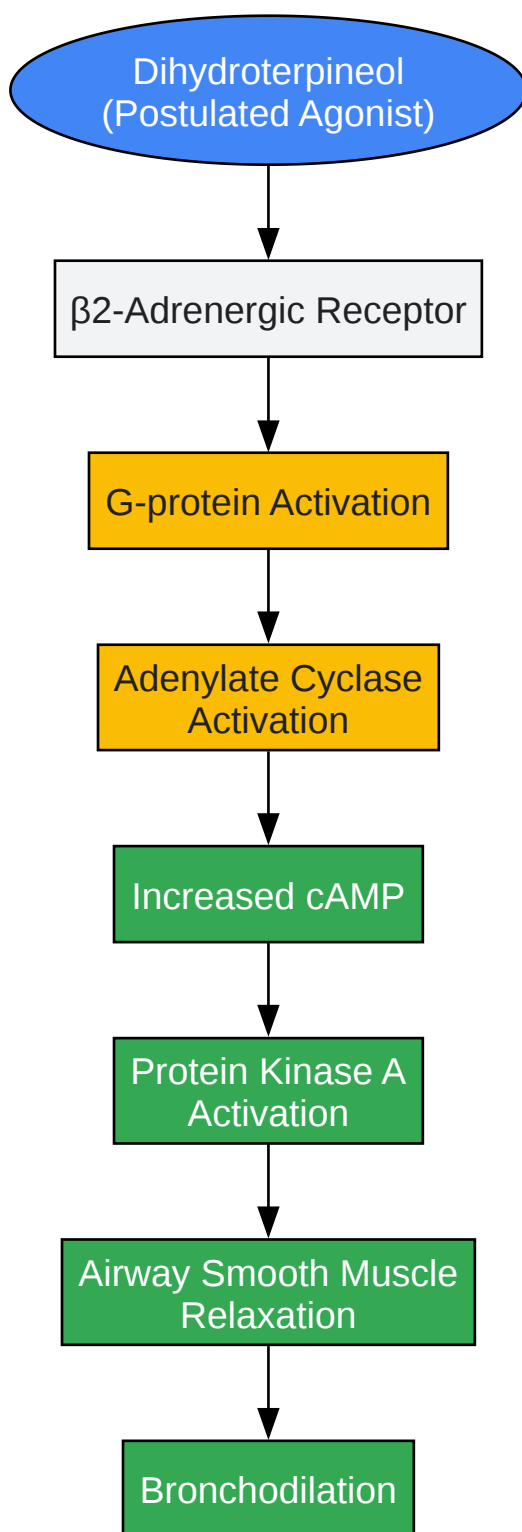 Dihydroterpineol
(Postulated Agonist)
β2-Adrenergic Receptor
G-protein Activation
Adenylate Cyclase
Activation
Increased cAMP
Protein Kinase A
Activation
Airway Smooth Muscle
Relaxation
Bronchodilation